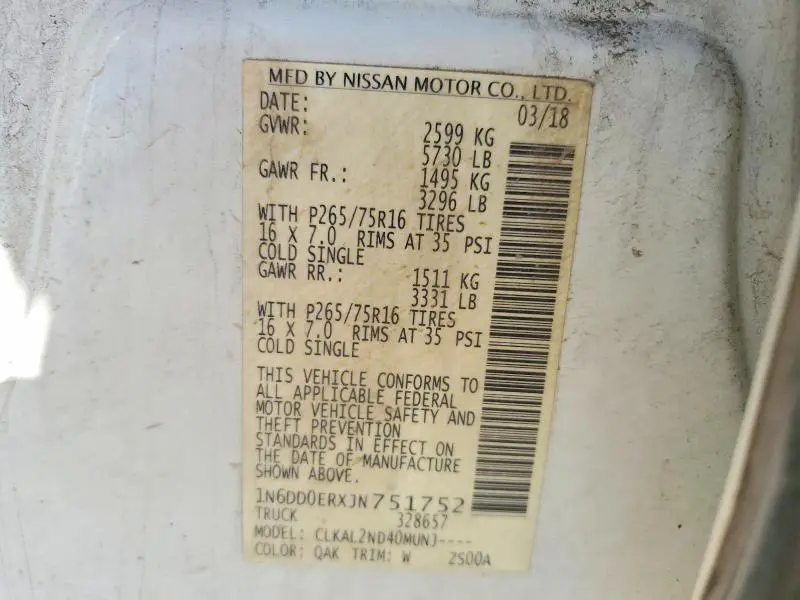 MFD BY NISSAN MOTOR CO., LTD.
DATE: 03/18
GVWR: 2599 KG
5730 LB
GAWR FR.: 1495 KG
3296 LB
WITH P265/75R16 TIRES
16 X 7.0 RIMS AT 35 PSI
COLD SINGLE
GAWR RR.: 1511 KG
3331 LB
WITH P265/75R16 TIRES
16 X 7.0 RIMS AT 35 PSI
COLD SINGLE
THIS VEHICLE CONFORMS TO
ALL APPLICABLE FEDERAL
MOTOR VEHICLE SAFETY AND
THEFT PREVENTION
STANDARDS IN EFFECT ON
THE DATE OF MANUFACTURE
SHOWN ABOVE.
1N6DD0ERXJN751752
TRUCK 328657
MODEL: CLKAL2ND40MUNJ----
COLOR: QAK TRIM: W 2S00A